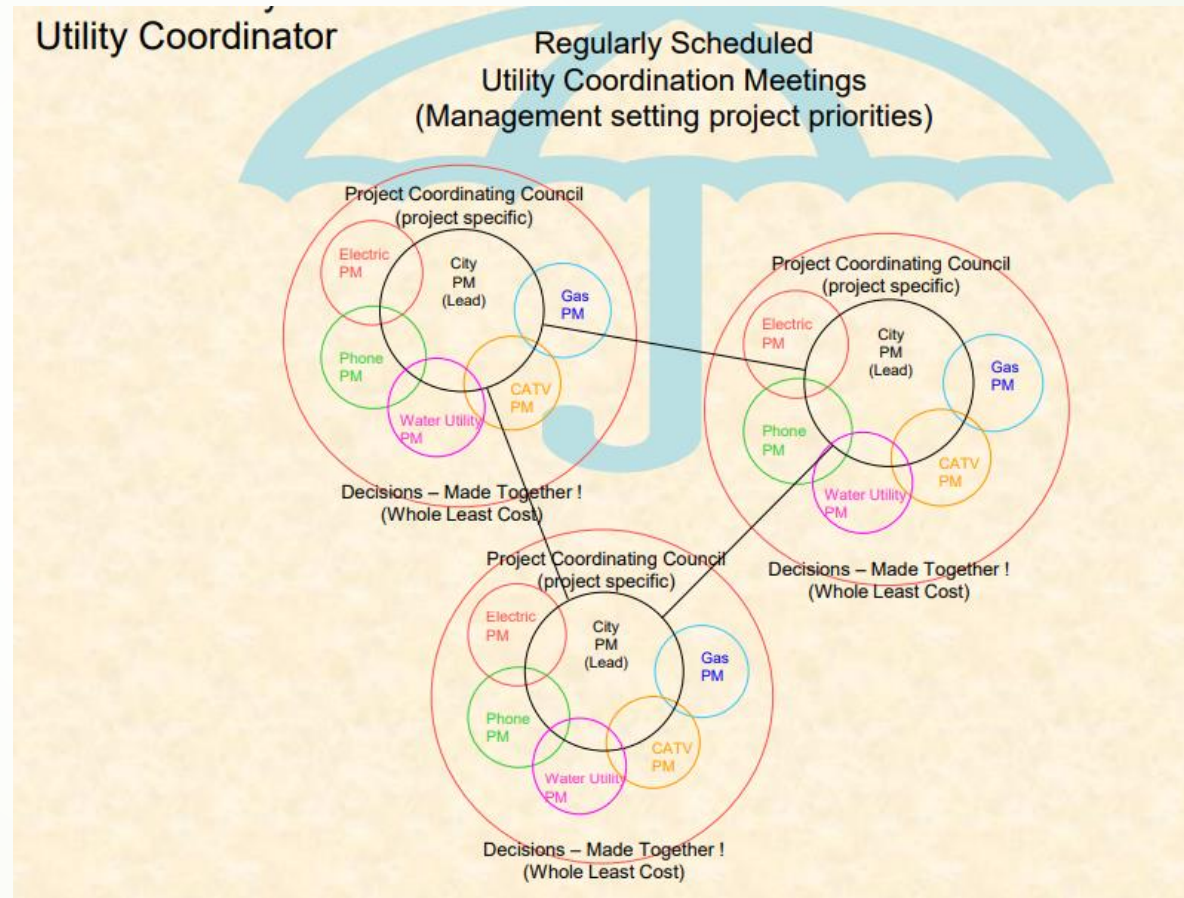 Utility Coordinator
Regularly Scheduled
Utility Coordination Meetings
(Management setting project priorities)
Project Coordinating Council
(project specific)
Electric
PM
City
PM
(Lead)
Gas
PM
Phone
PM
CATV
PM
Water Utility
PM
Decisions – Made Together !
(Whole Least Cost)
Project Coordinating Council
(project specific)
Electric
PM
City
PM
(Lead)
Gas
PM
Phone
PM
CATV
PM
Water Utility
PM
Decisions – Made Together !
(Whole Least Cost)
Project Coordinating Council
(project specific)
Electric
PM
City
PM
(Lead)
Gas
PM
Phone
PM
CATV
PM
Water Utility
PM
Decisions – Made Together !
(Whole Least Cost)